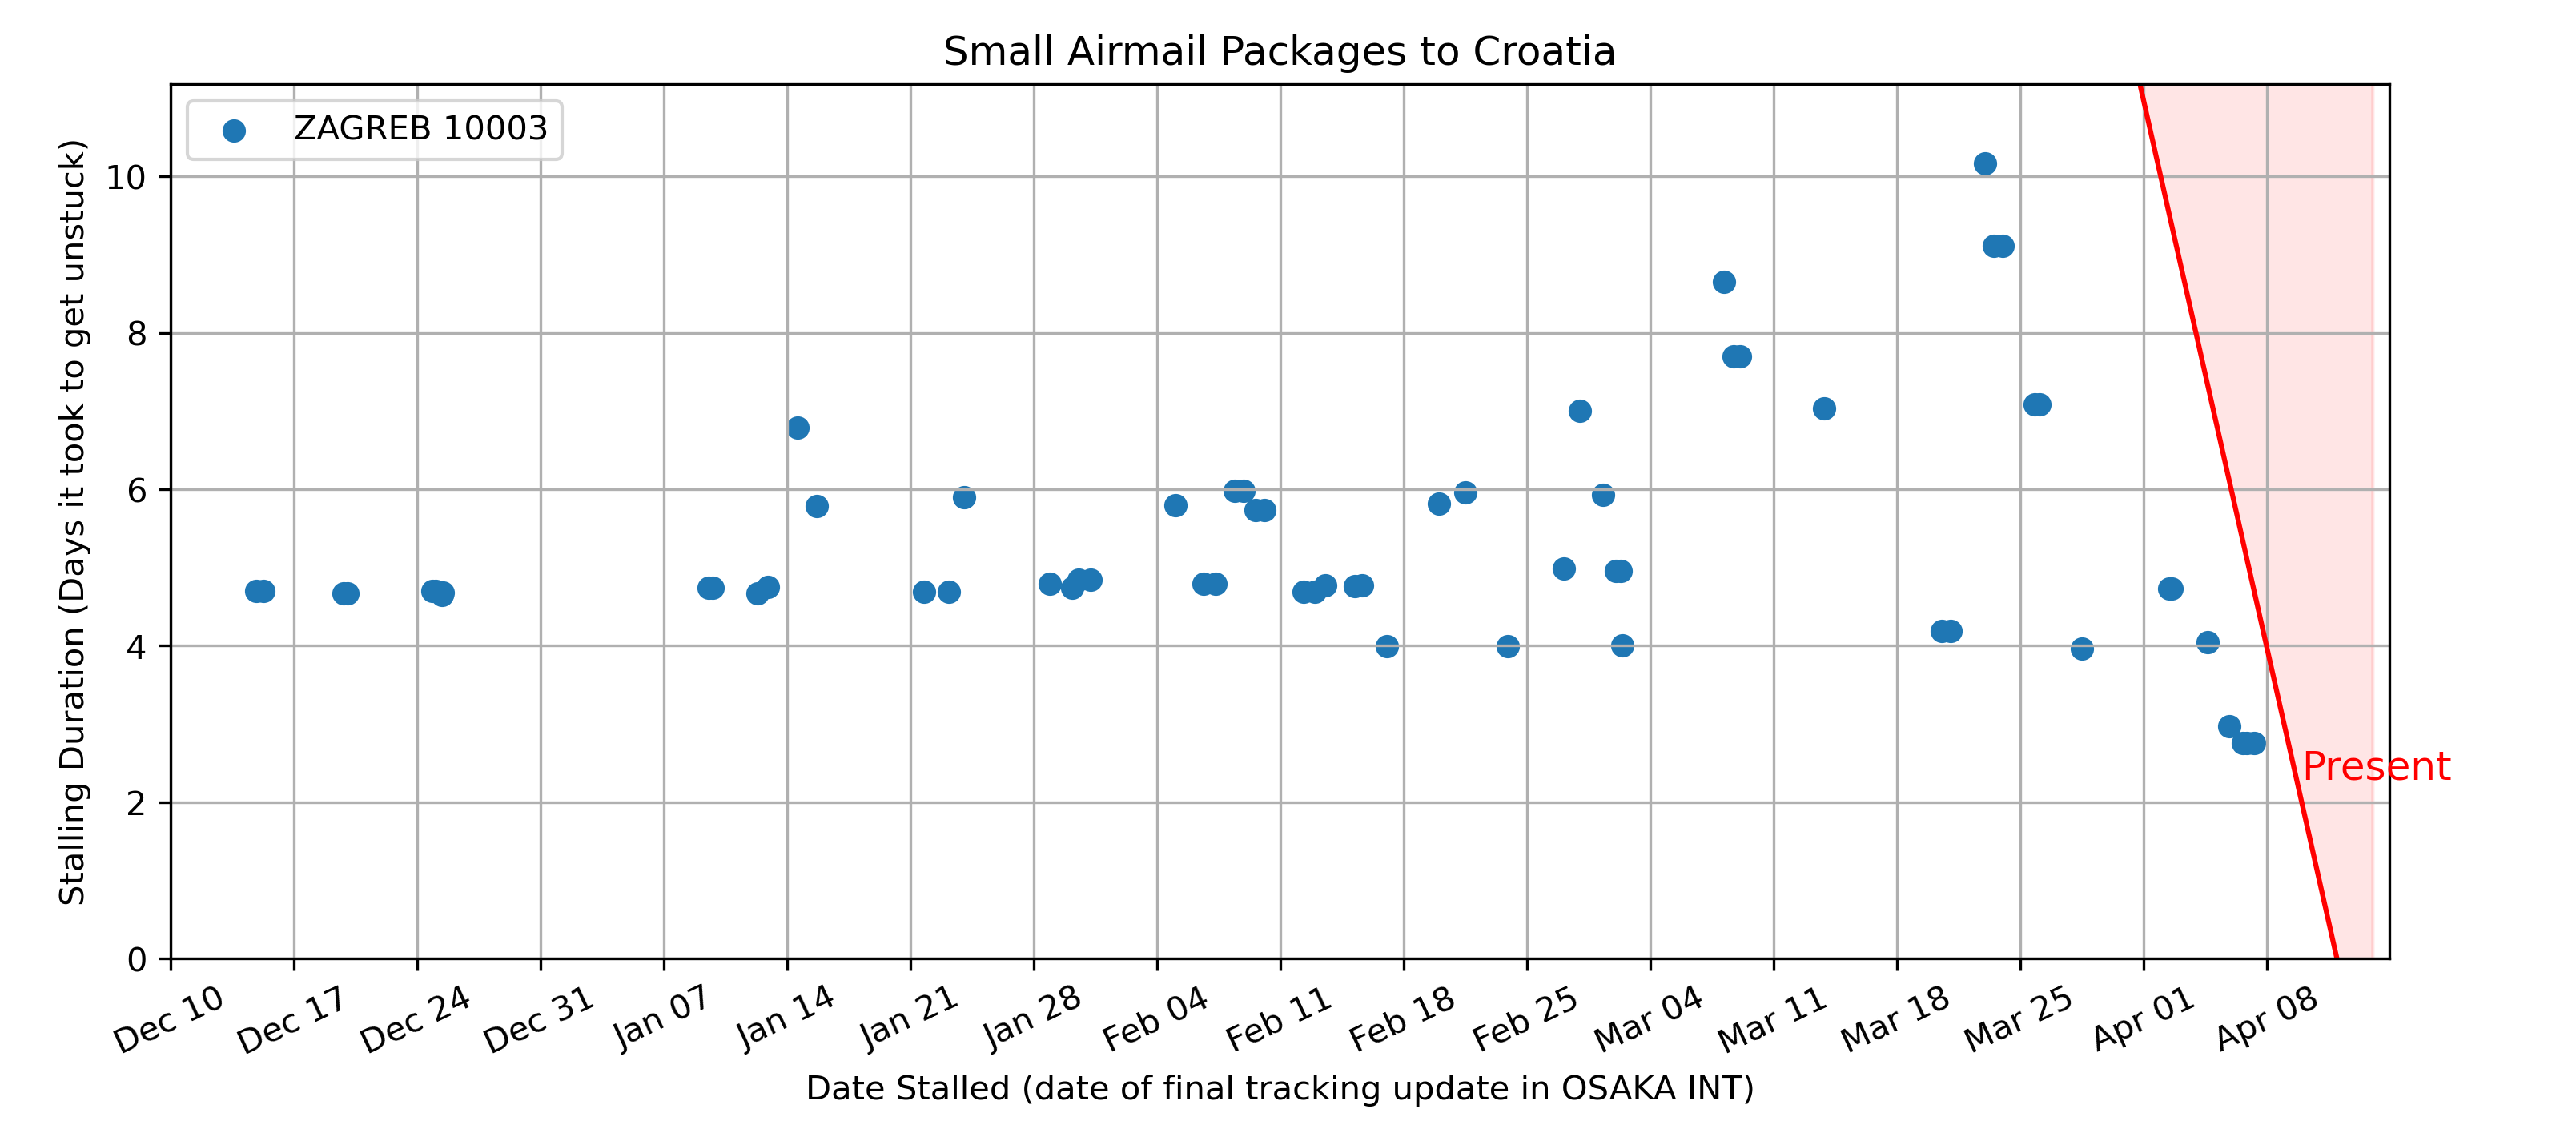 Small Airmail Packages to Croatia
ZAGREB 10003
Stalling Duration (Days it took to get unstuck)
10
8
6
4
2
0
Present
Dec 10 Dec 17 Dec 24 Dec 31 Jan 07 Jan 14 Jan 21 Jan 28 Feb 04 Feb 11 Feb 18 Feb 25 Mar 04 Mar 11 Mar 18 Mar 25 Apr 01 Apr 08
Date Stalled (date of final tracking update in OSAKA INT)